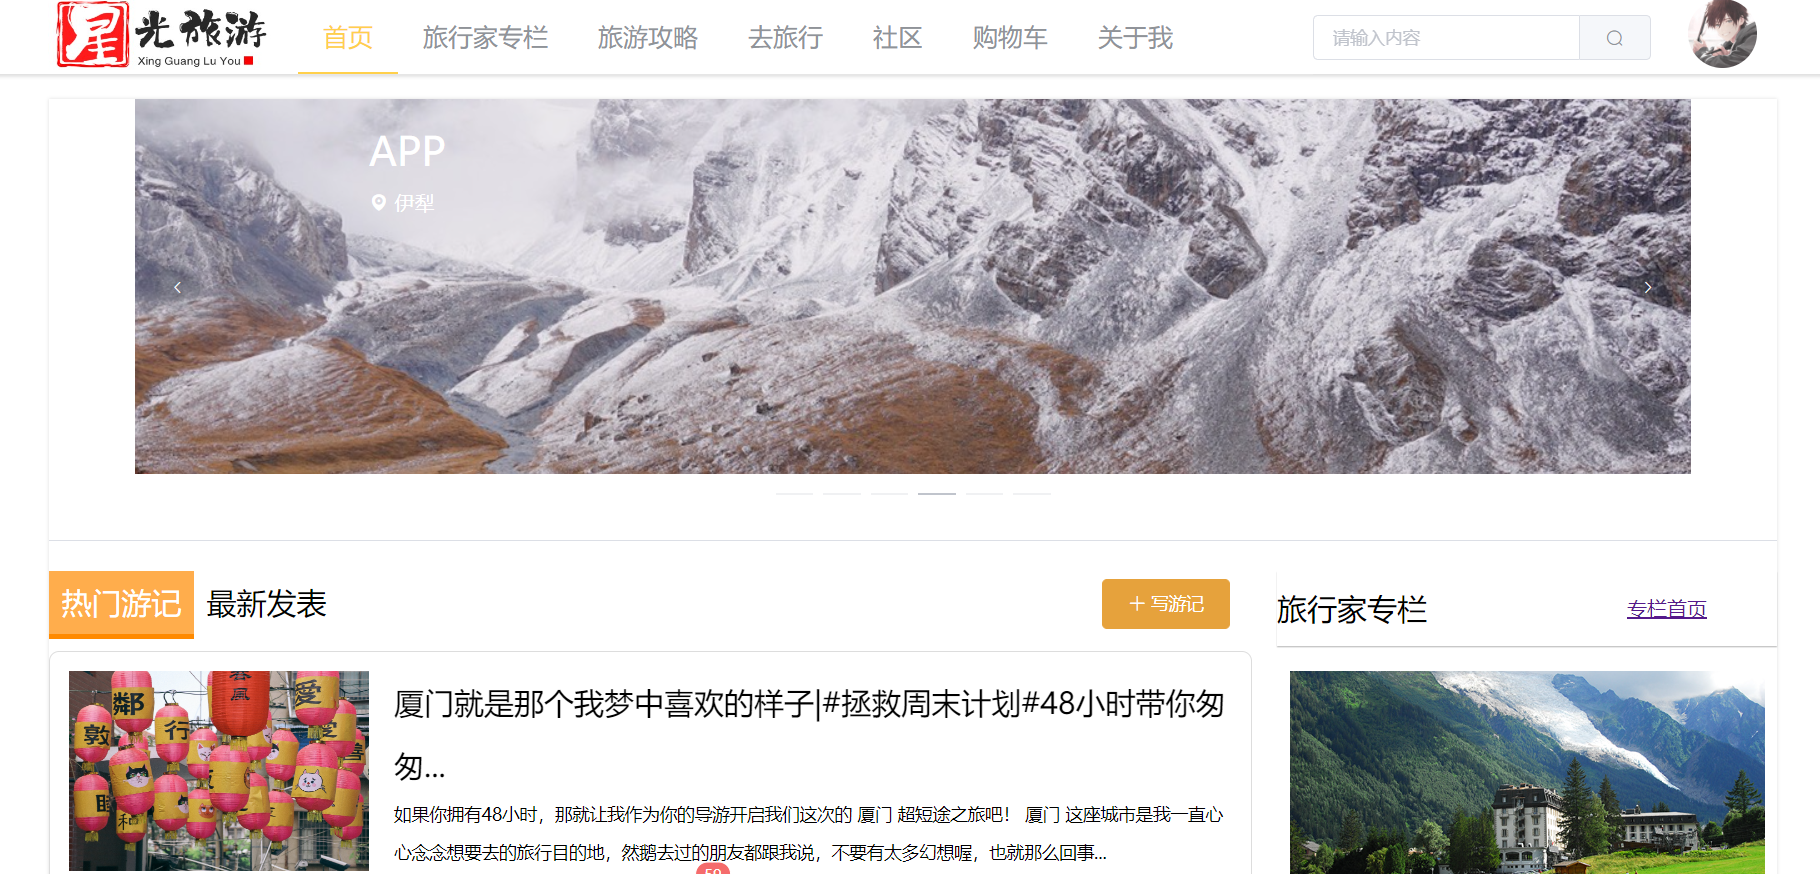 星光旅游
Xing Guang Lu You
首页 旅行家专栏 旅游攻略 去旅行 社区 购物车 关于我
请输入内容
APP
伊犁
热门游记 最新发表
写游记
旅行家专栏
专栏首页
春風
鄰
愛
敦
行
喜
和
厦门就是那个我梦中喜欢的样子|#拯救周末计划#48小时带你匆
匆...
如果你拥有48小时，那就让我作为你的导游开启我们这次的 厦门 超短途之旅吧！ 厦门 这座城市是我一直心
心念念想要去的旅行目的地，然鹅去过的朋友都跟我说，不要有太多幻想喔，也就那么回事...